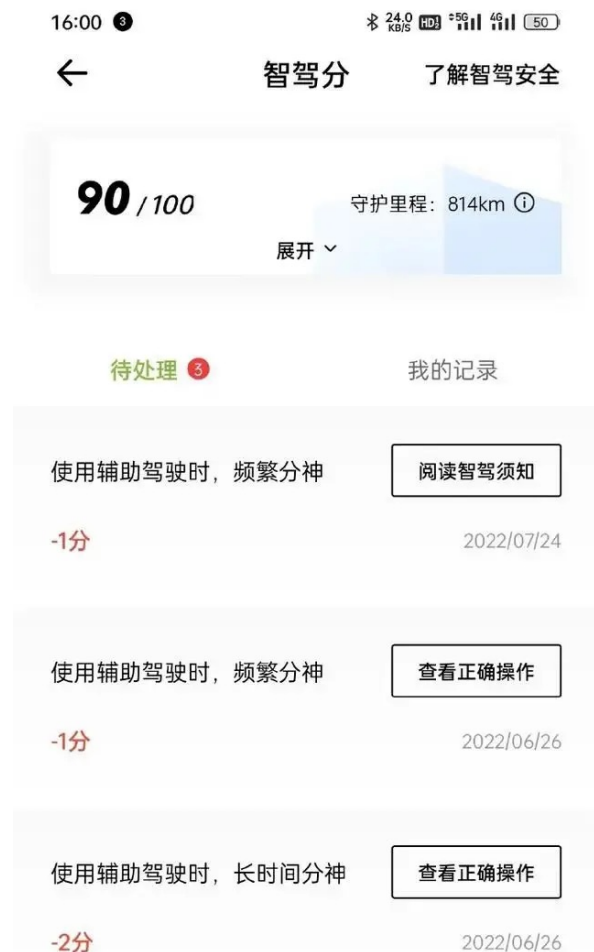 16:00 3 24.0 KB/S HD2 5G 4G 50
智驾分 了解智驾安全
90 / 100 守护里程：814km
展开
待处理 3 我的记录
使用辅助驾驶时，频繁分神 阅读智驾须知
-1分 2022/07/24
使用辅助驾驶时，频繁分神 查看正确操作
-1分 2022/06/26
使用辅助驾驶时，长时间分神 查看正确操作
-2分 2022/06/26